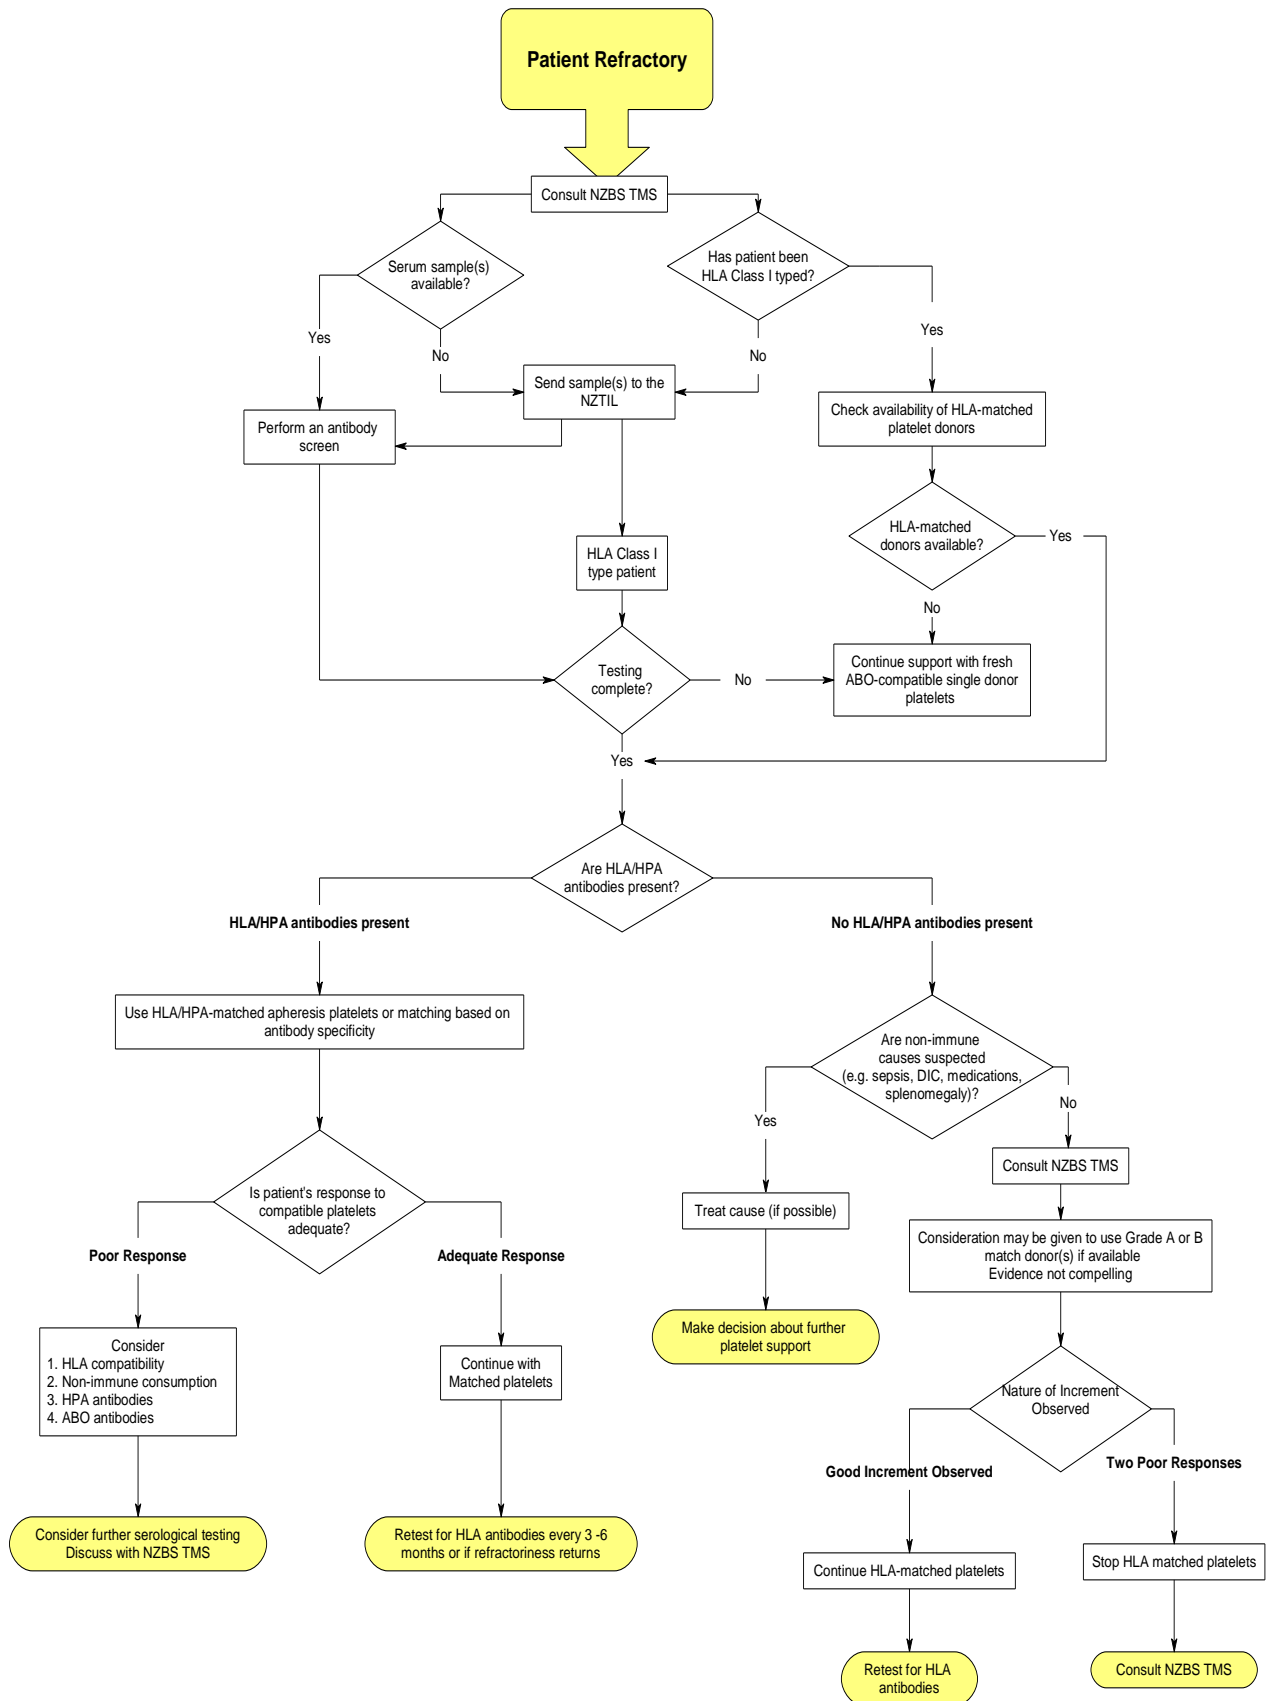 Patient Refractory
Consult NZBS TMS
Serum sample(s)
available?
Has patient been
HLA Class I typed?
Yes
No
No
Yes
Send sample(s) to the
NZTIL
Perform an antibody
screen
Check availability of HLA-matched
platelet donors
HLA-matched
donors available?
Yes
HLA Class I
type patient
No
Testing
complete?
No
Continue support with fresh
ABO-compatible single donor
platelets
Yes
Are HLA/HPA
antibodies present?
HLA/HPA antibodies present
No HLA/HPA antibodies present
Use HLA/HPA-matched apheresis platelets or matching based on
antibody specificity
Are non-immune
causes suspected
(e.g. sepsis, DIC, medications,
splenomegaly)?
Yes
No
Consult NZBS TMS
Is patient's response to
compatible platelets
adequate?
Treat cause (if possible)
Consideration may be given to use Grade A or B
match donor(s) if available
Evidence not compelling
Poor Response
Adequate Response
Make decision about further
platelet support
Consider
1. HLA compatibility
2. Non-immune consumption
3. HPA antibodies
4. ABO antibodies
Continue with
Matched platelets
Nature of Increment
Observed
Good Increment Observed
Two Poor Responses
Consider further serological testing
Discuss with NZBS TMS
Retest for HLA antibodies every 3 -6
months or if refractoriness returns
Continue HLA-matched platelets
Stop HLA matched platelets
Retest for HLA
antibodies
Consult NZBS TMS